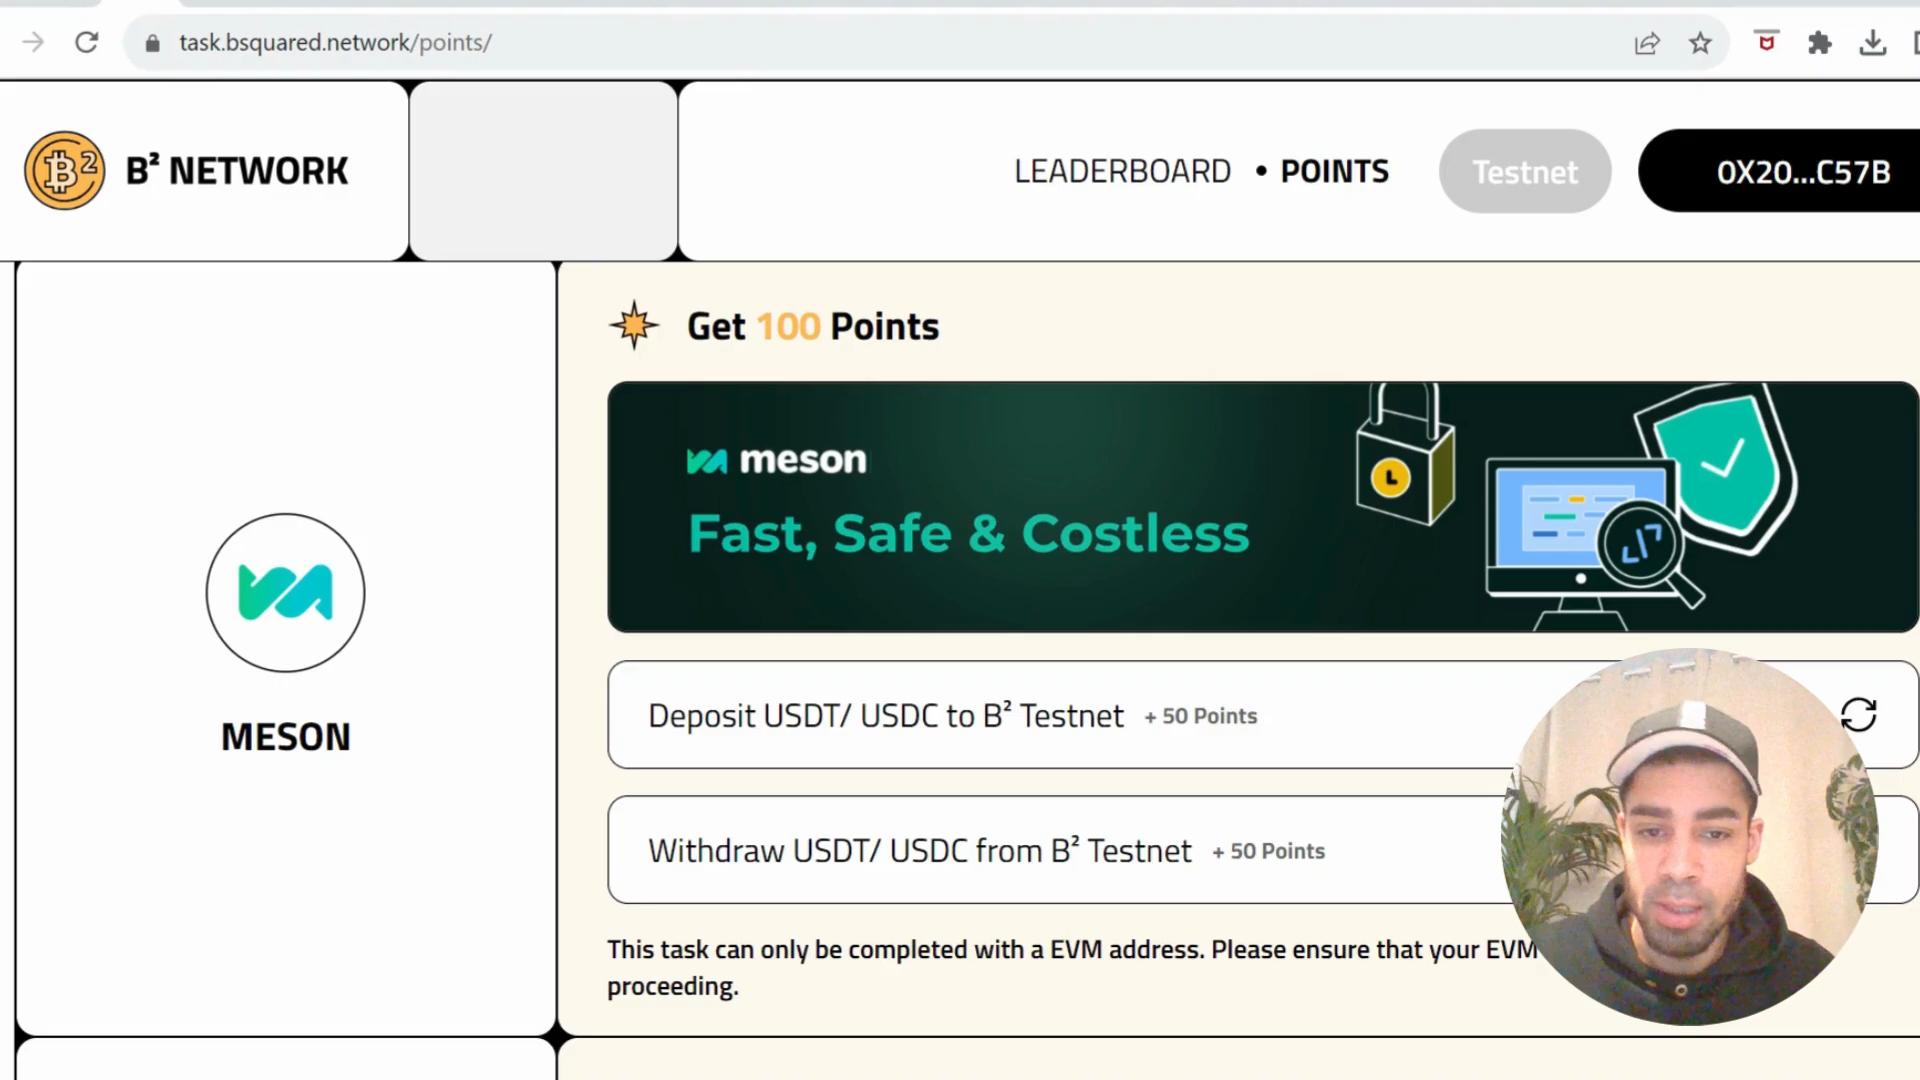 task.bsquared.network/points/
B² NETWORK
LEADERBOARD • POINTS
Testnet
0X20...C57B
Get 100 Points
meson
Fast, Safe & Costless
MESON
Deposit USDT/ USDC to B² Testnet + 50 Points
Withdraw USDT/ USDC from B² Testnet + 50 Points
This task can only be completed with a EVM address. Please ensure that your EVM
proceeding.